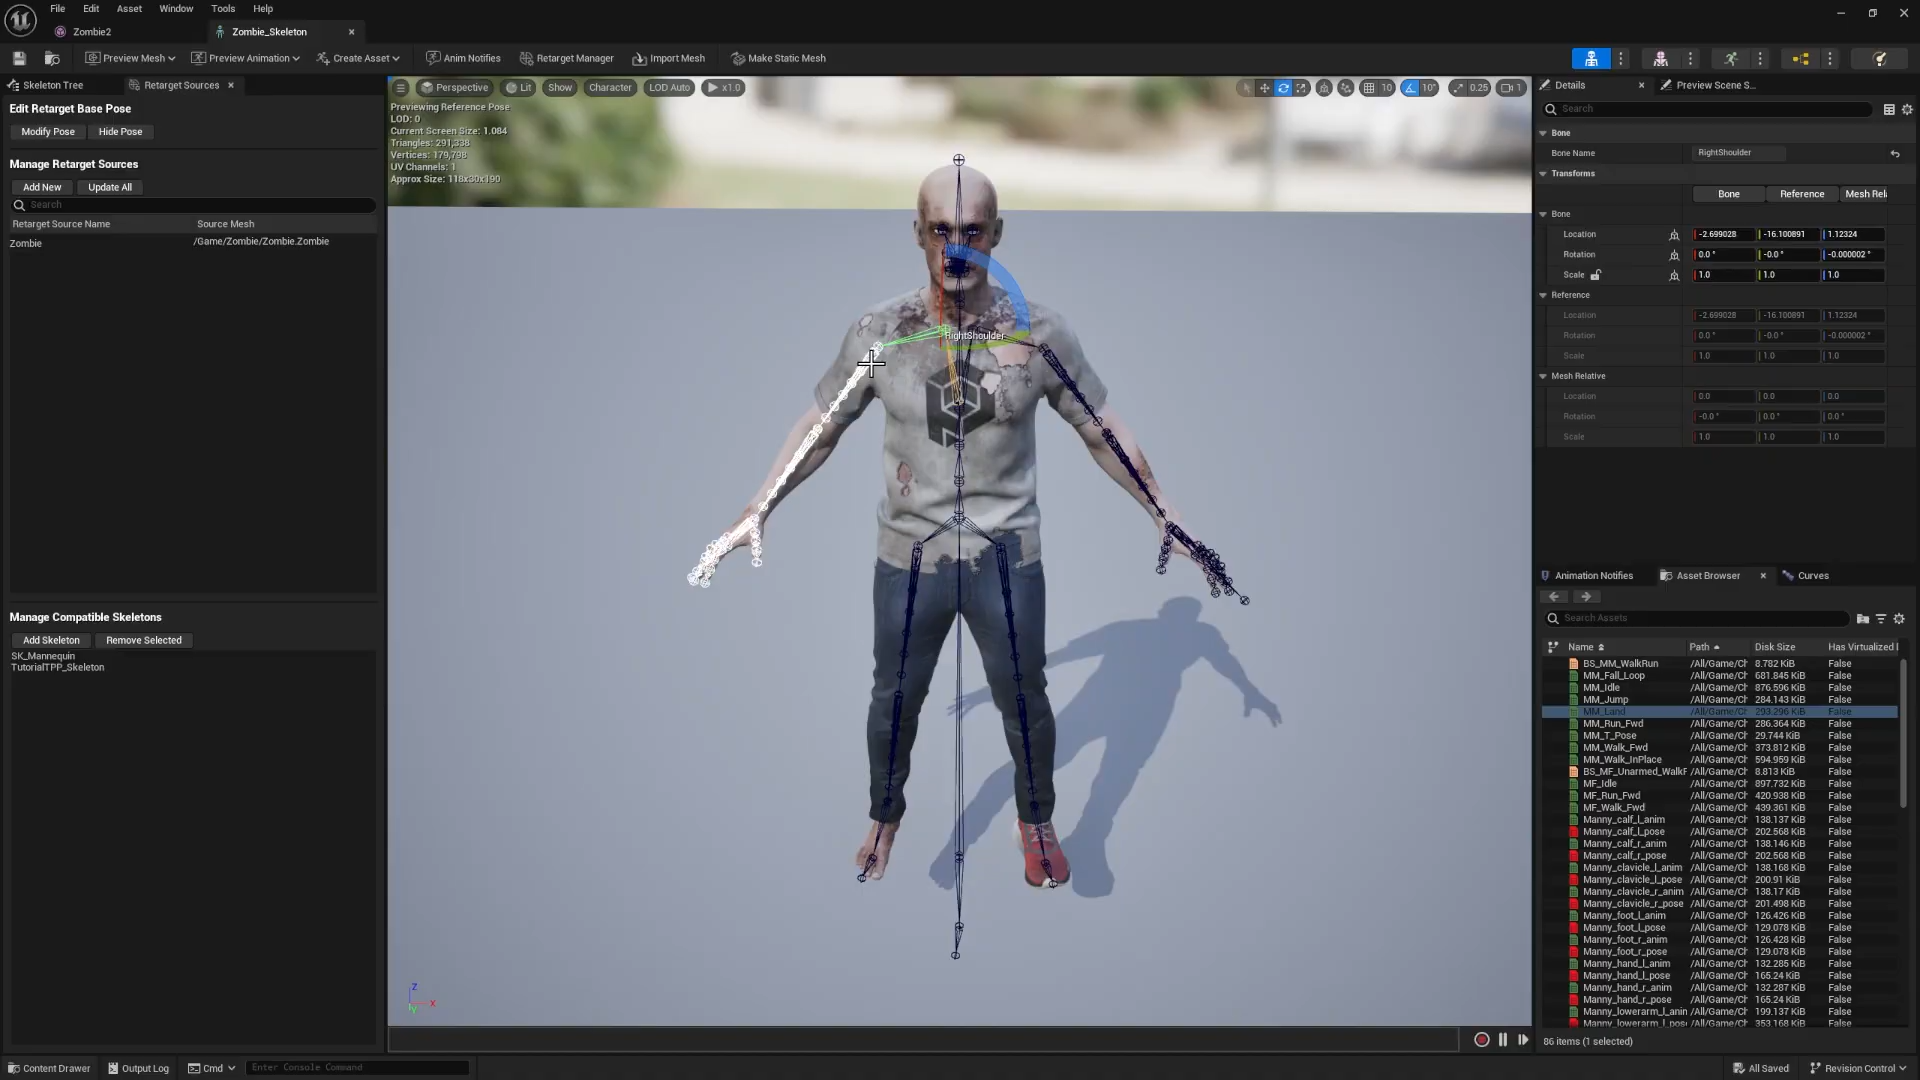 File Edit Asset Window Tools Help
Zombie2
Zombie_Skeleton
Preview Mesh
Preview Animation
Create Asset
Anim Notifies
Retarget Manager
Import Mesh
Make Static Mesh
Skeleton Tree
Retarget Sources
Edit Retarget Base Pose
Modify Pose
Hide Pose
Manage Retarget Sources
Add New
Update All
Search
Retarget Source Name
Source Mesh
Zombie
/Game/Zombie/Zombie.Zombie
Manage Compatible Skeletons
Add Skeleton
Remove Selected
SK_Mannequin
TutorialTPP_Skeleton
Perspective
Lit
Show
Character
LOD Auto
x1.0
10
10°
0.25
1
Previewing Reference Pose
LOD: 0
Current Screen Size: 1.084
Triangles: 291,338
Vertices: 179,798
UV Channels: 1
Approx Size: 118x30x190
RightShoulder
Z
X
Y
Details
Preview Scene S...
Search
Bone
Bone Name
RightShoulder
Transforms
Bone
Reference
Mesh Rel
Bone
Location -2.699028 -16.100891 1.12324
Rotation 0.0 ° -0.0 ° -0.000002 °
Scale 1.0 1.0 1.0
Reference
Location -2.699028 -16.100891 1.12324
Rotation 0.0 ° -0.0 ° -0.000002 °
Scale 1.0 1.0 1.0
Mesh Relative
Location 0.0 0.0 0.0
Rotation -0.0 ° 0.0 ° 0.0 °
Scale 1.0 1.0 1.0
Animation Notifies
Asset Browser
Curves
Search Assets
Name Path Disk Size Has Virtualized
BS_MM_WalkRun /All/Game/Ch 8.782 KiB False
MM_Fall_Loop /All/Game/Ch 681.845 KiB False
MM_Idle /All/Game/Ch 876.596 KiB False
MM_Jump /All/Game/Ch 284.143 KiB False
MM_Land /All/Game/Ch 293.296 KiB False
MM_Run_Fwd /All/Game/Ch 286.364 KiB False
MM_T_Pose /All/Game/Ch 29.744 KiB False
MM_Walk_Fwd /All/Game/Ch 373.812 KiB False
MM_Walk_InPlace /All/Game/Ch 594.959 KiB False
BS_MF_Unarmed_WalkF /All/Game/Ch 8.813 KiB False
MF_Idle /All/Game/Ch 897.732 KiB False
MF_Run_Fwd /All/Game/Ch 420.938 KiB False
MF_Walk_Fwd /All/Game/Ch 439.361 KiB False
Manny_calf_l_anim /All/Game/Ch 138.137 KiB False
Manny_calf_l_pose /All/Game/Ch 202.568 KiB False
Manny_calf_r_anim /All/Game/Ch 138.146 KiB False
Manny_calf_r_pose /All/Game/Ch 202.568 KiB False
Manny_clavicle_l_anim /All/Game/Ch 138.168 KiB False
Manny_clavicle_l_pose /All/Game/Ch 200.91 KiB False
Manny_clavicle_r_anim /All/Game/Ch 138.17 KiB False
Manny_clavicle_r_pose /All/Game/Ch 201.498 KiB False
Manny_foot_l_anim /All/Game/Ch 126.426 KiB False
Manny_foot_l_pose /All/Game/Ch 129.078 KiB False
Manny_foot_r_anim /All/Game/Ch 126.428 KiB False
Manny_foot_r_pose /All/Game/Ch 129.078 KiB False
Manny_hand_l_anim /All/Game/Ch 132.285 KiB False
Manny_hand_l_pose /All/Game/Ch 165.24 KiB False
Manny_hand_r_anim /All/Game/Ch 132.287 KiB False
Manny_hand_r_pose /All/Game/Ch 165.24 KiB False
Manny_lowerarm_l_anin /All/Game/Ch 199.137 KiB False
Manny_lowerarm_l_pose /All/Game/Ch 353.168 KiB False
86 items (1 selected)
Content Drawer
Output Log
Cmd
Enter Console Command
All Saved
Revision Control